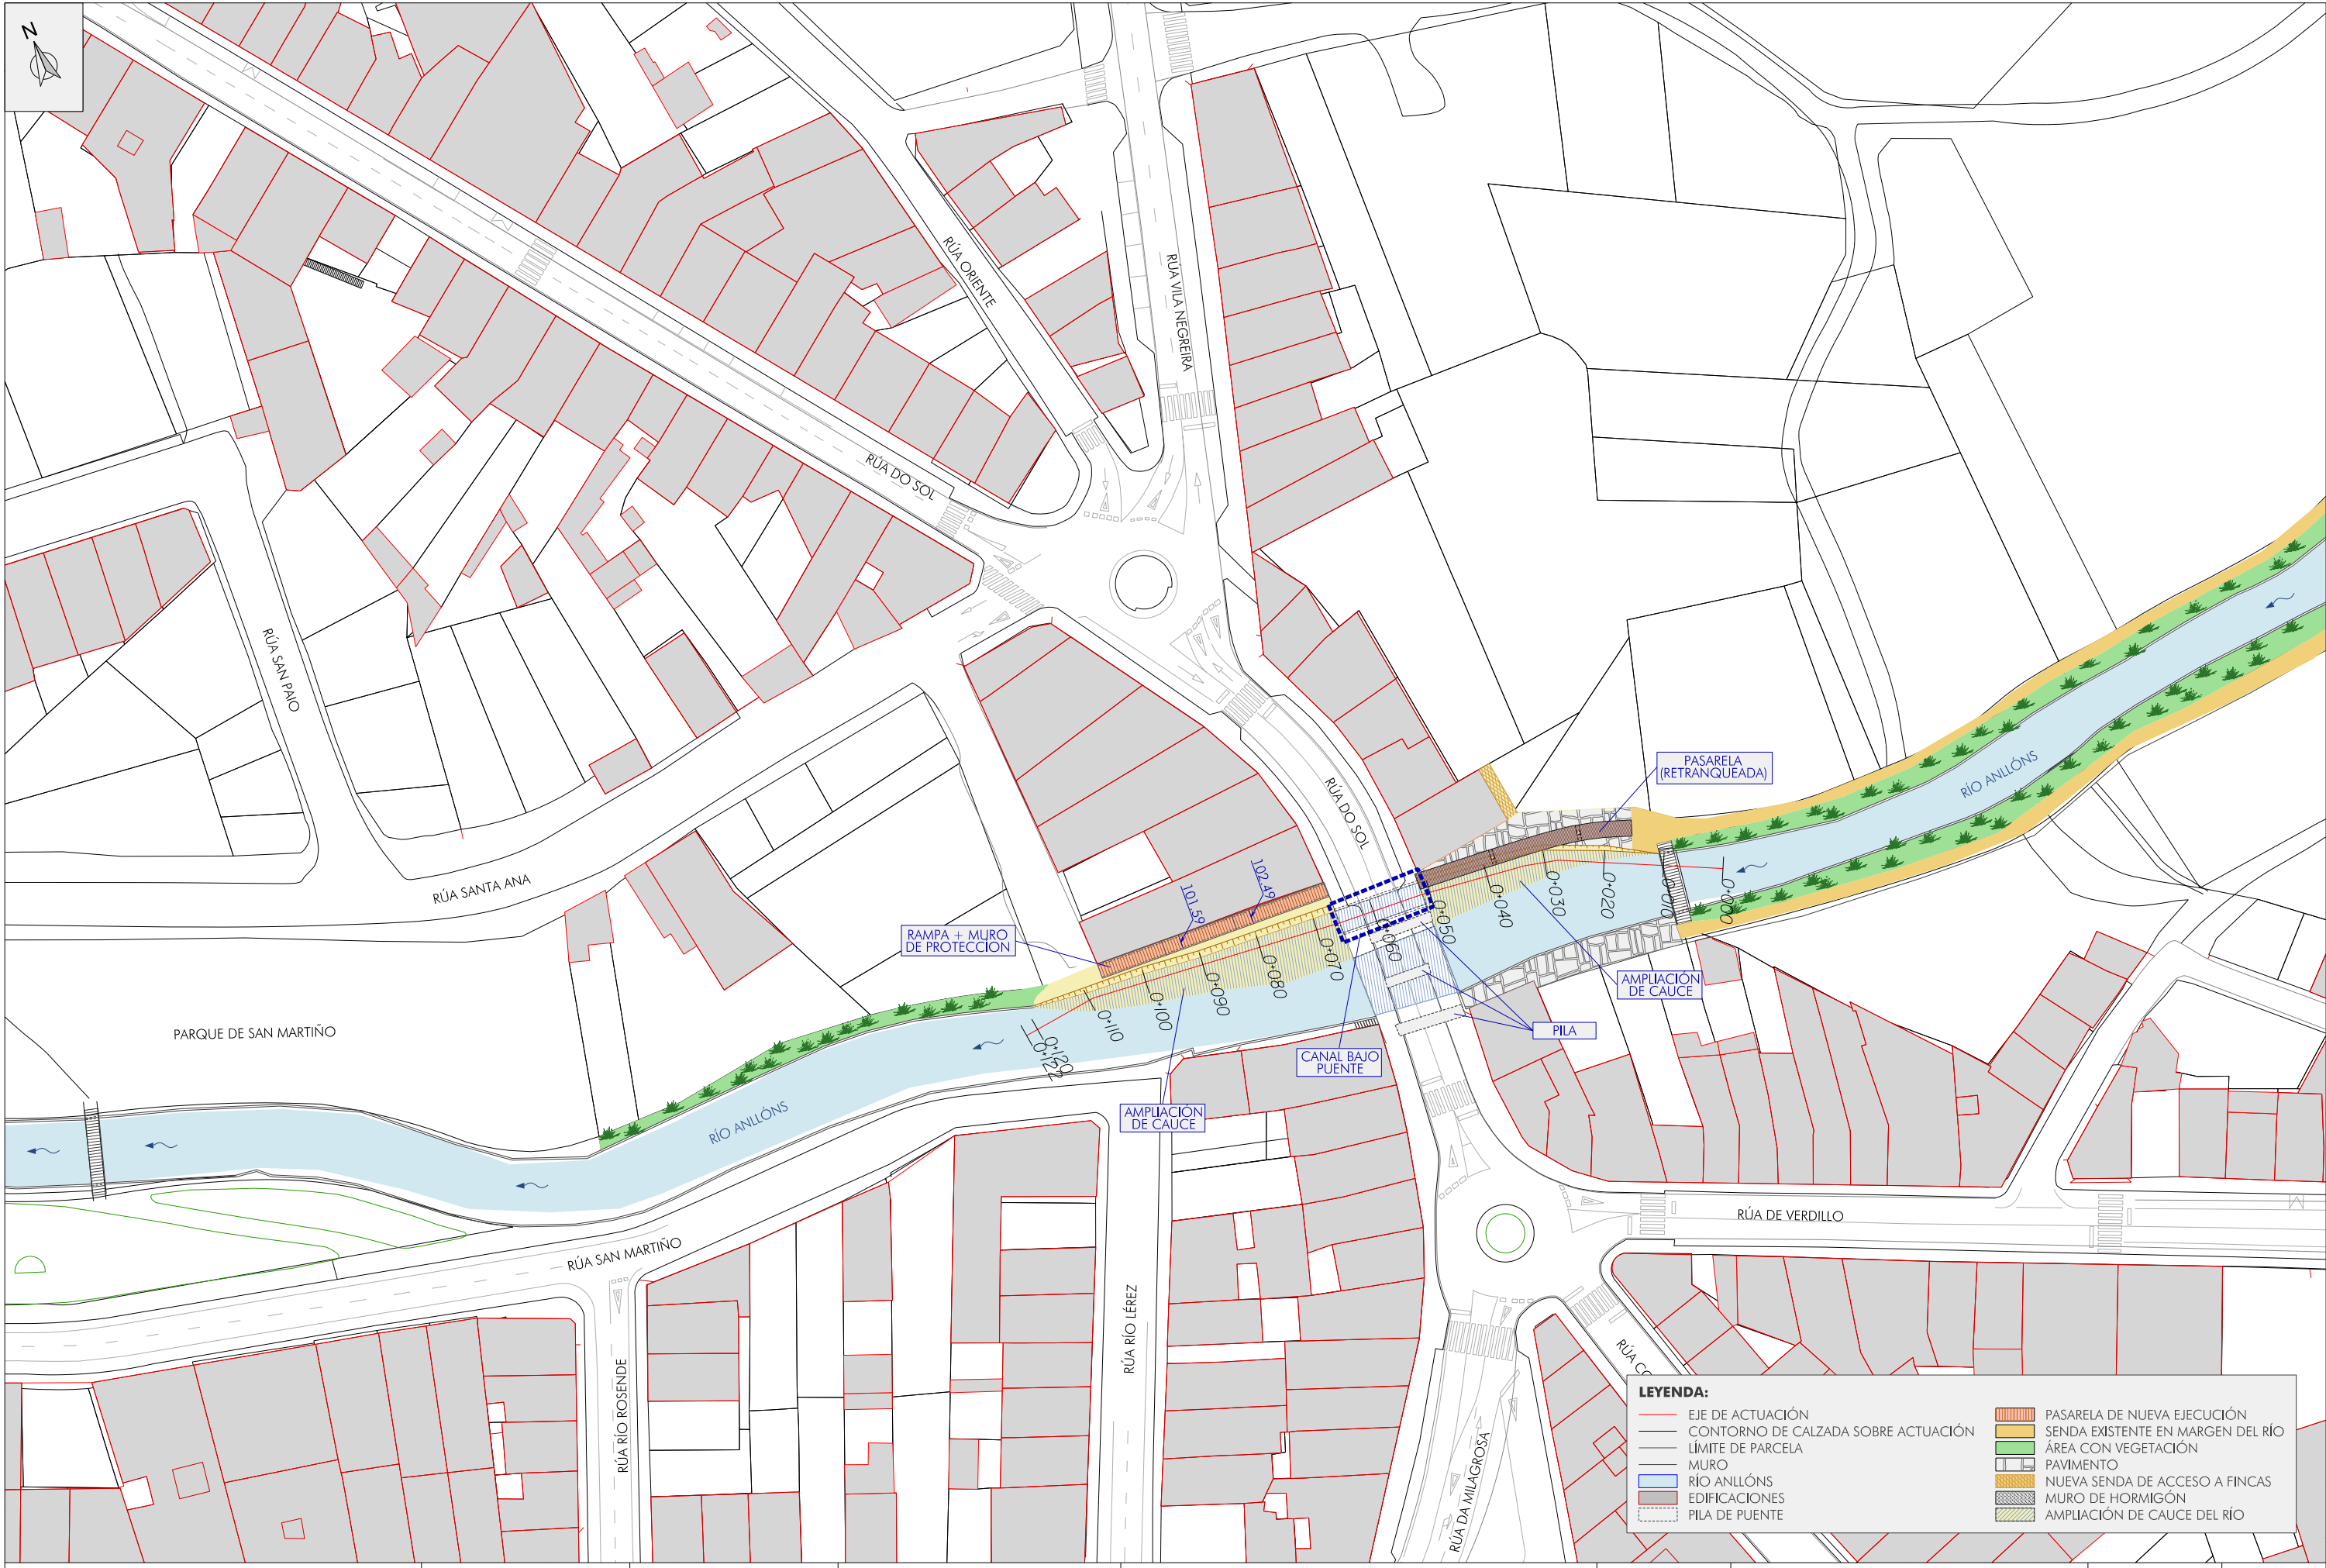 N
RÚA ORIENTE
RÚA VILA NEGREIRA
RÚA DO SOL
RÚA SAN PAIO
RÚA DO SOL
PASARELA
(RETRANQUEADA)
RÍO ANLLÓNS
RÚA SANTA ANA
102.49
101.59
RAMPA + MURO
DE PROTECCIÓN
0+000
0+010
0+020
0+030
0+040
0+050
0+060
0+070
0+080
0+090
0+100
0+110
0+120
0+122
AMPLIACIÓN
DE CAUCE
PILA
CANAL BAJO
PUENTE
PARQUE DE SAN MARTIÑO
AMPLIACIÓN
DE CAUCE
RÍO ANLLÓNS
RÚA DE VERDILLO
RÚA SAN MARTIÑO
RÚA RÍO ROSENDE
RÚA RÍO LÉREZ
RÚA DA MILAGROSA
LEYENDA:
EJE DE ACTUACIÓN
CONTORNO DE CALZADA SOBRE ACTUACIÓN
LÍMITE DE PARCELA
MURO
RÍO ANLLÓNS
EDIFICACIONES
PILA DE PUENTE
PASARELA DE NUEVA EJECUCIÓN
SENDA EXISTENTE EN MARGEN DEL RÍO
ÁREA CON VEGETACIÓN
PAVIMENTO
NUEVA SENDA DE ACCESO A FINCAS
MURO DE HORMIGÓN
AMPLIACIÓN DE CAUCE DEL RÍO